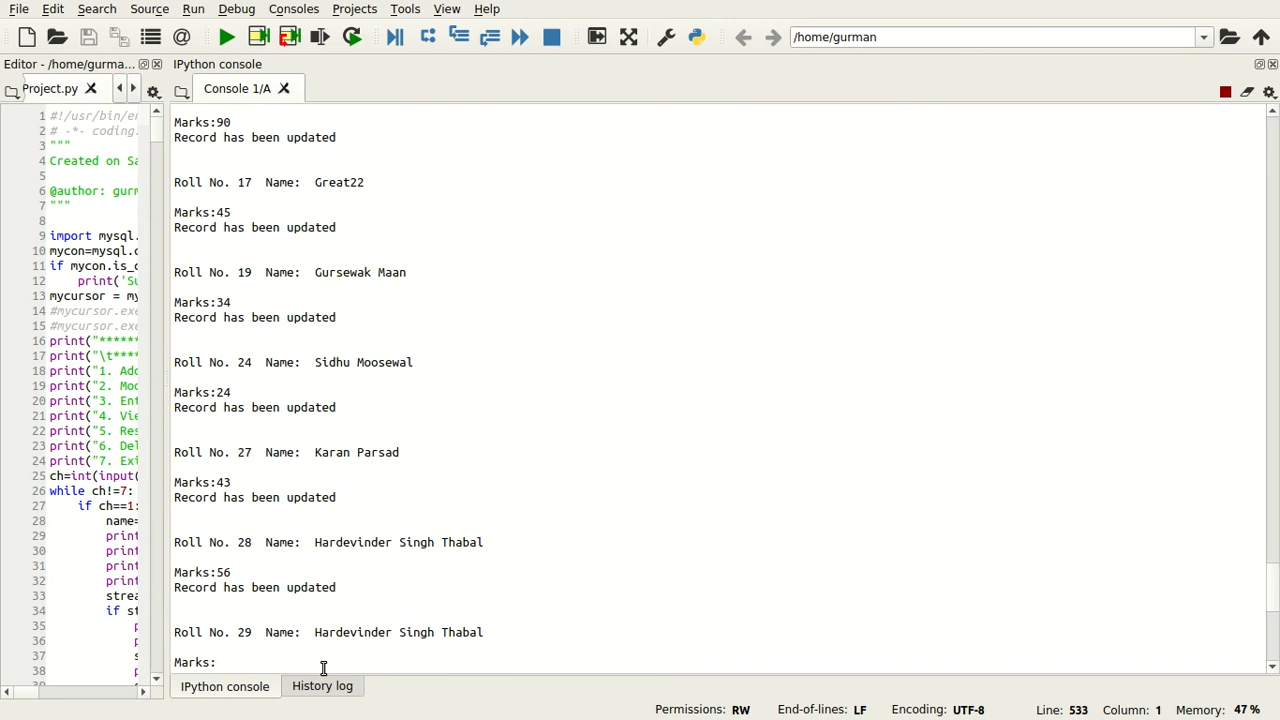 File Edit Search Source Run Debug Consoles Projects Tools View Help
/home/gurman
Editor - /home/gurma...
IPython console
Project.py
Console 1/A
1 #!/usr/bin/en
2 # -*- coding:
3 """
4 Created on Sa
5
6 @author: gurm
7 """
8
9 import mysql.
10 mycon=mysql.c
11 if mycon.is_c
12 print('Su
13 mycursor = my
14 #mycursor.exe
15 #mycursor.exe
16 print("******
17 print("\t****
18 print("1. Add
19 print("2. Mod
20 print("3. Ent
21 print("4. Vie
22 print("5. Res
23 print("6. Del
24 print("7. Exi
25 ch=int(input(
26 while ch!=7:
27 if ch==1:
28 name=
29 print
30 print
31 print
32 print
33 strea
34 if st
35 p
36 p
37 s
38 p
Marks:90
Record has been updated
Roll No. 17 Name: Great22
Marks:45
Record has been updated
Roll No. 19 Name: Gursewak Maan
Marks:34
Record has been updated
Roll No. 24 Name: Sidhu Moosewal
Marks:24
Record has been updated
Roll No. 27 Name: Karan Parsad
Marks:43
Record has been updated
Roll No. 28 Name: Hardevinder Singh Thabal
Marks:56
Record has been updated
Roll No. 29 Name: Hardevinder Singh Thabal
Marks:
IPython console History log
Permissions: RW End-of-lines: LF Encoding: UTF-8 Line: 533 Column: 1 Memory: 47 %